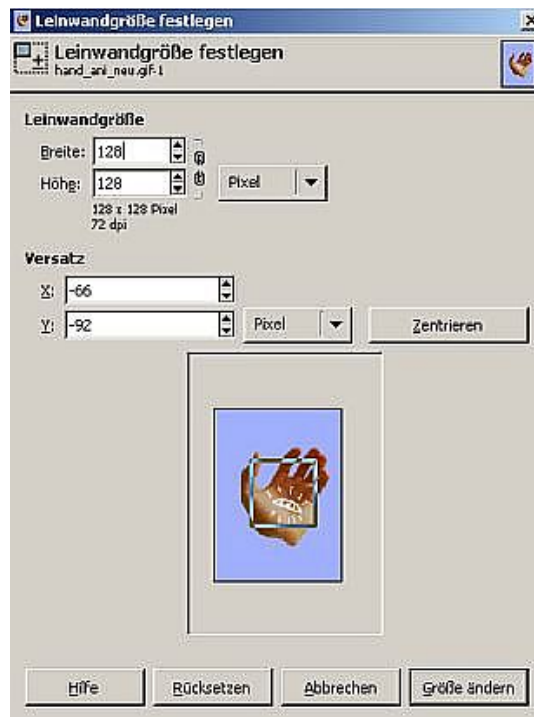 Leinwandgröße festlegen
Leinwandgröße festlegen
hand_ani_neu.gif-1
Leinwandgröße
Breite: 128
Höhe: 128 Pixel
128 x 128 Pixel
72 dpi
Versatz
X: -66
Y: -92 Pixel Zentrieren
Hilfe Rücksetzen Abbrechen Größe ändern